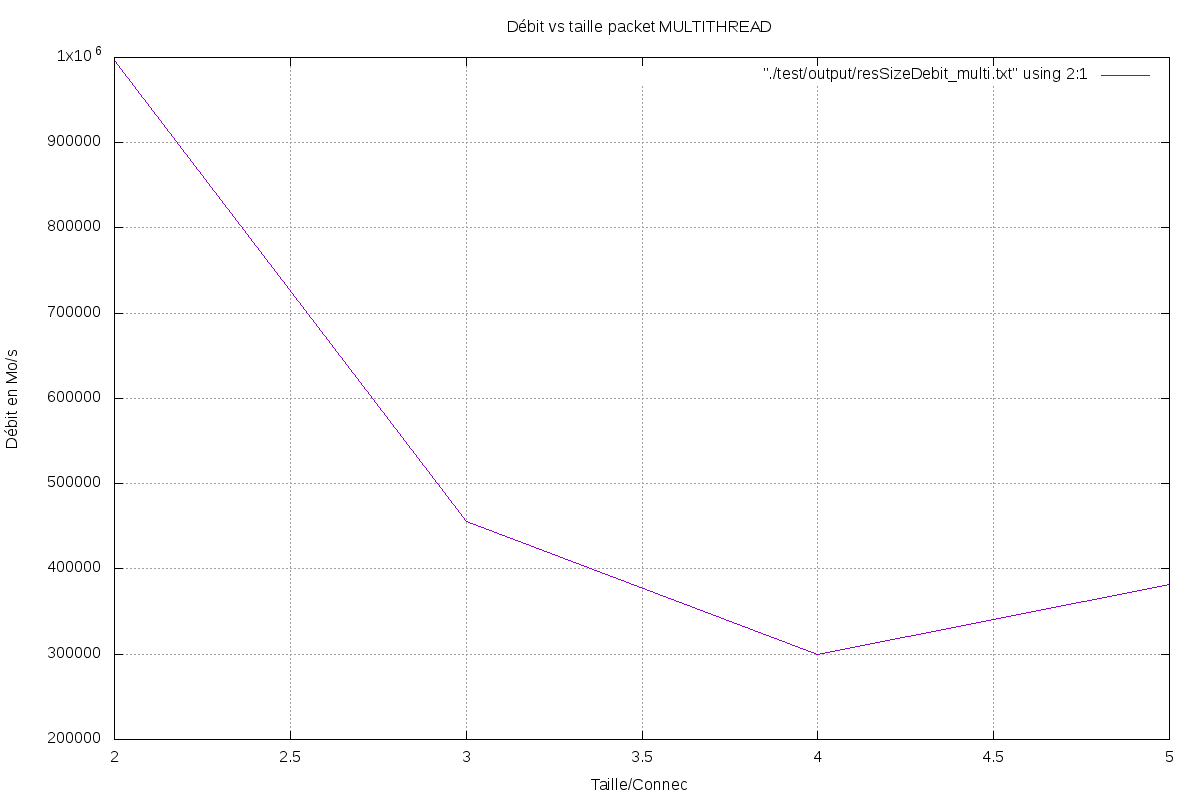 Débit vs taille packet MULTITHREAD
"./test/output/resSizeDebit_multi.txt" using 2:1
1x10^6
900000
800000
700000
600000
500000
400000
300000
200000
Débit en Mo/s
2 2.5 3 3.5 4 4.5 5
Taille/Connec